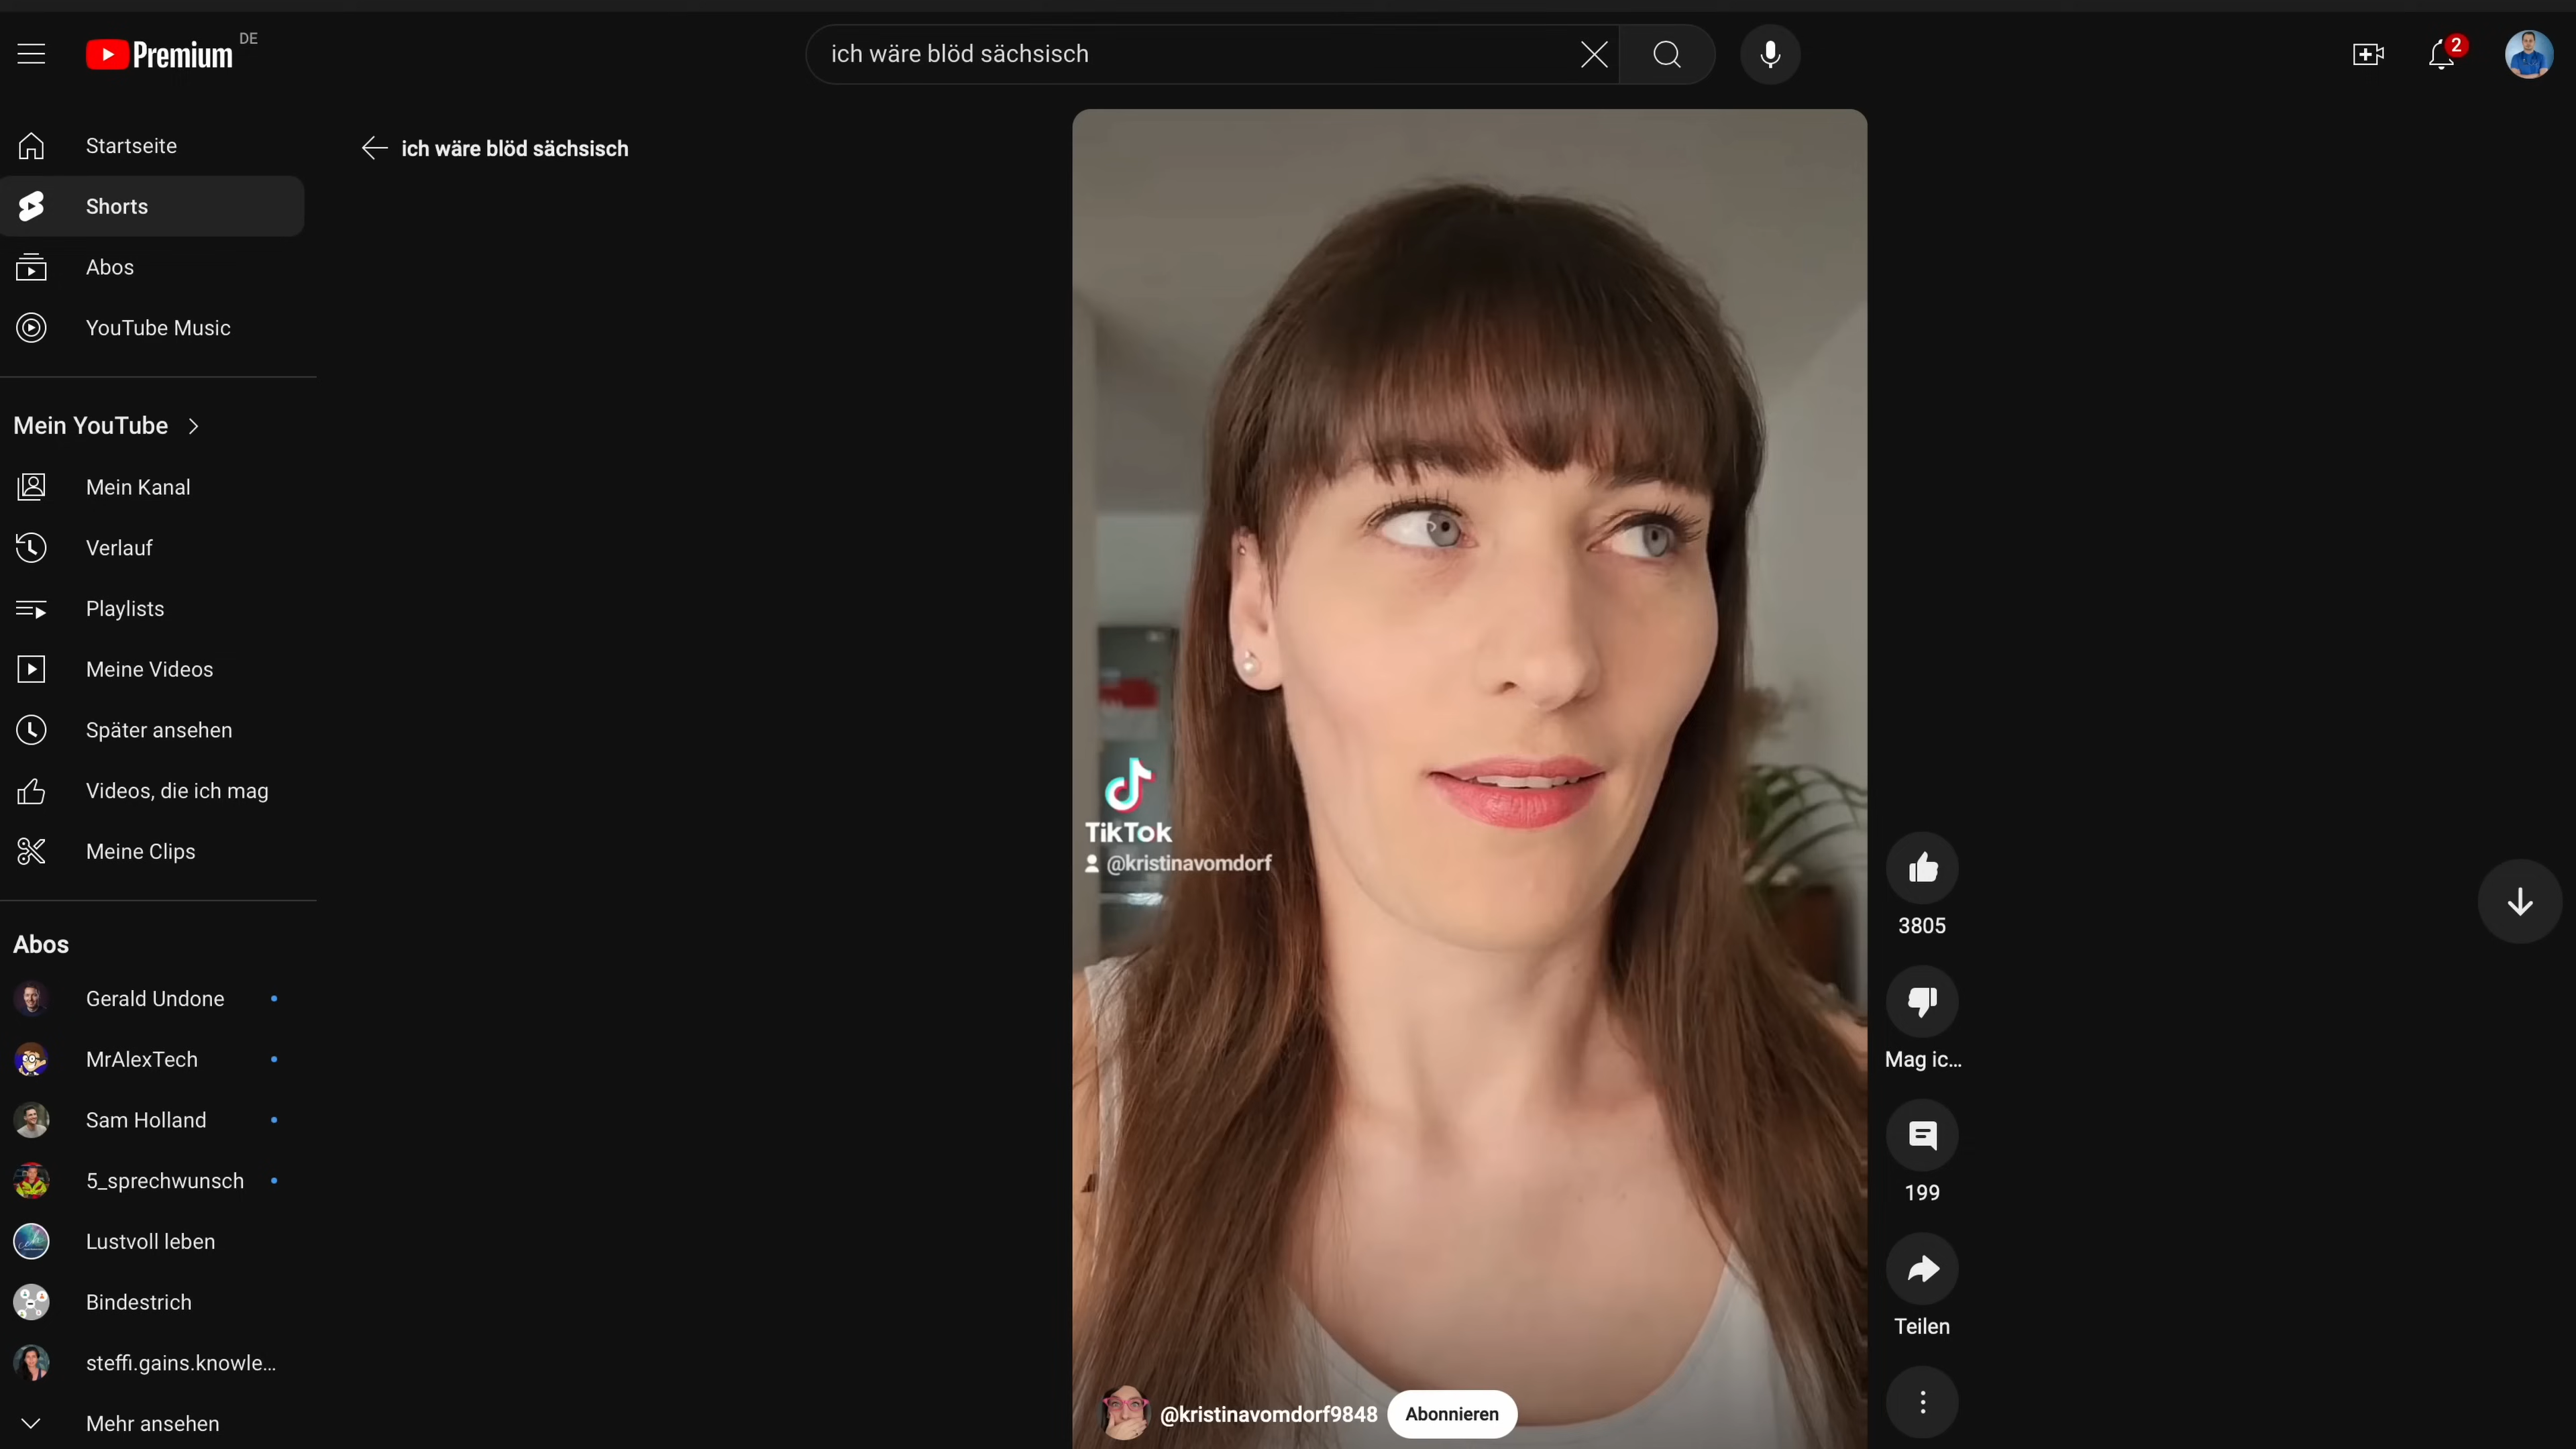 Premium DE
ich wäre blöd sächsisch
2
Startseite
Shorts
Abos
YouTube Music
Mein YouTube
Mein Kanal
Verlauf
Playlists
Meine Videos
Später ansehen
Videos, die ich mag
Meine Clips
Abos
Gerald Undone
MrAlexTech
Sam Holland
5_sprechwunsch
Lustvoll leben
Bindestrich
steffi.gains.knowle...
Mehr ansehen
ich wäre blöd sächsisch
TikTok
@kristinavomdorf
@kristinavomdorf9848 Abonnieren
3805
Mag ic...
199
Teilen